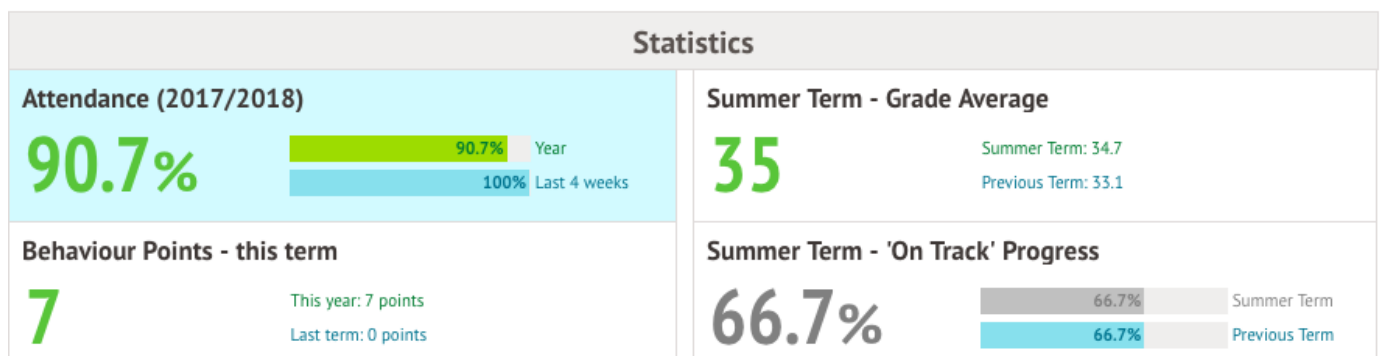 Statistics
Attendance (2017/2018)
90.7%
90.7% Year
100% Last 4 weeks
Summer Term - Grade Average
35
Summer Term: 34.7
Previous Term: 33.1
Behaviour Points - this term
7
This year: 7 points
Last term: 0 points
Summer Term - 'On Track' Progress
66.7%
66.7% Summer Term
66.7% Previous Term